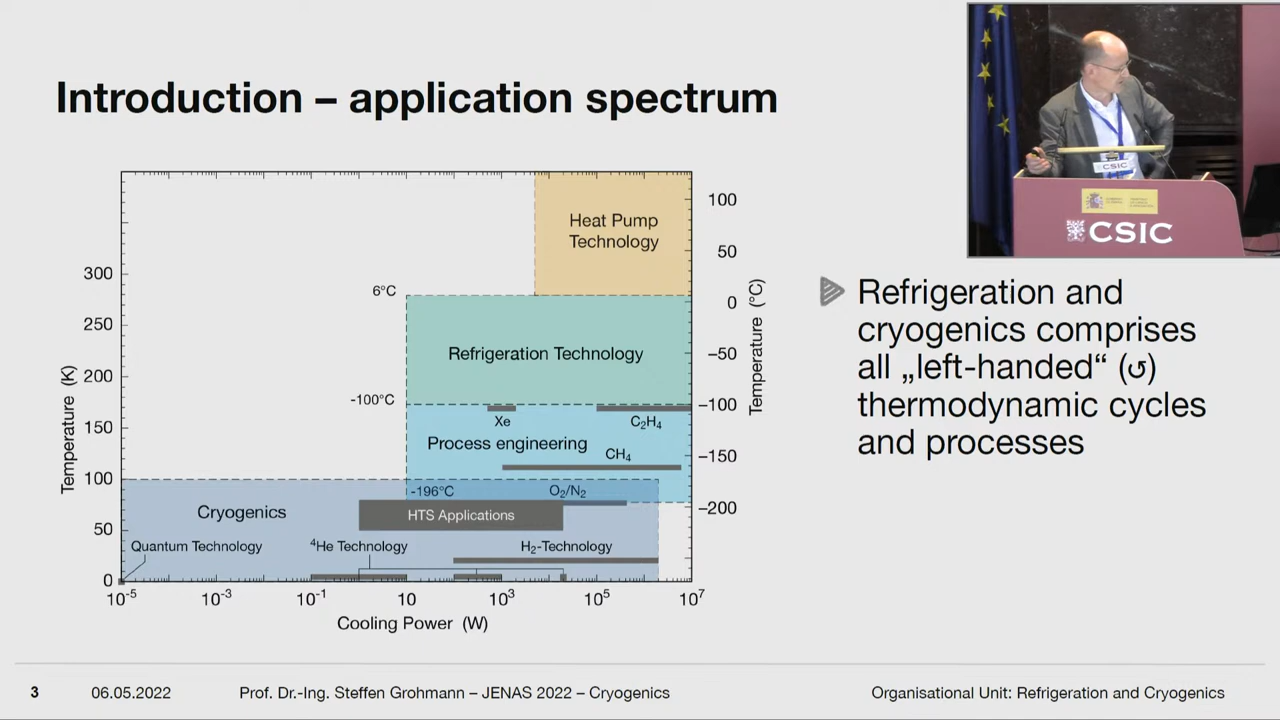 Introduction – application spectrum
CSIC
CSIC
Heat Pump
Technology
Refrigeration Technology
Process engineering
Xe
C₂H₄
CH₄
-196°C
O₂/N₂
Cryogenics
HTS Applications
Quantum Technology
⁴He Technology
H₂-Technology
6°C
-100°C
Temperature (K)
300
250
200
150
100
50
0
100
50
0
–50
–100
–150
–200
Temperature (°C)
10⁻⁵
10⁻³
10⁻¹
10
10³
10⁵
10⁷
Cooling Power (W)
Refrigeration and
cryogenics comprises
all „left-handed“ (↺)
thermodynamic cycles
and processes
3
06.05.2022
Prof. Dr.-Ing. Steffen Grohmann – JENAS 2022 – Cryogenics
Organisational Unit: Refrigeration and Cryogenics